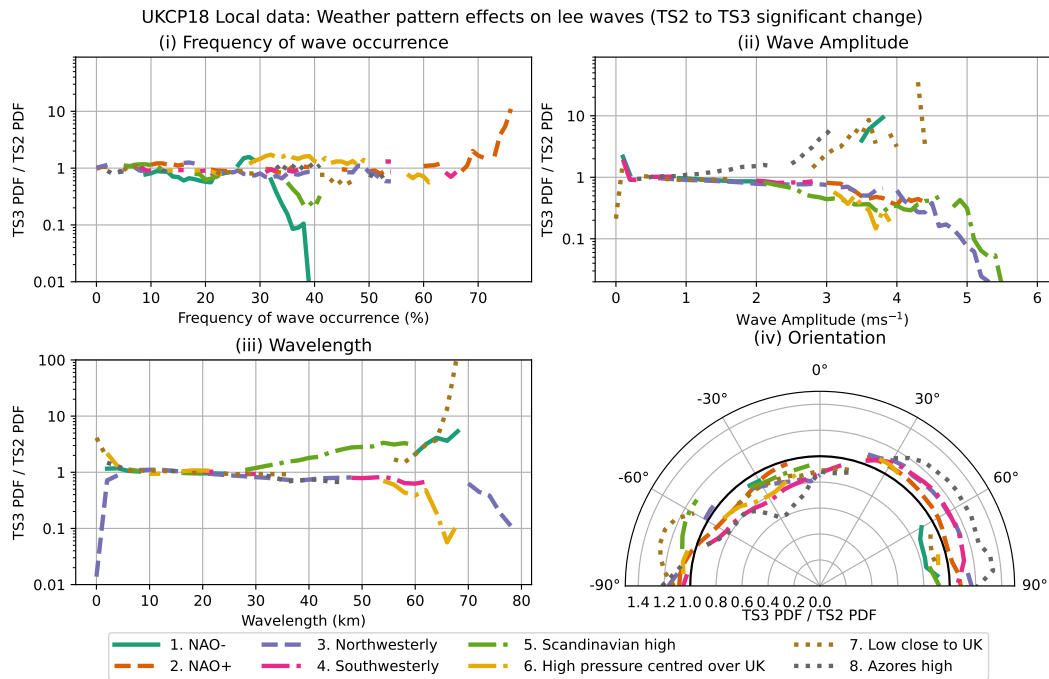 UKCP18 Local data: Weather pattern effects on lee waves (TS2 to TS3 significant change)
(i) Frequency of wave occurrence
TS3 PDF / TS2 PDF
10
1
0.1
0.01
0 10 20 30 40 50 60 70
Frequency of wave occurrence (%)
(ii) Wave Amplitude
TS3 PDF / TS2 PDF
10
1
0.1
0 1 2 3 4 5 6
Wave Amplitude (ms⁻¹)
(iii) Wavelength
TS3 PDF / TS2 PDF
100
10
1
0.1
0.01
0 10 20 30 40 50 60 70 80
Wavelength (km)
(iv) Orientation
0°
-30° 30°
-60° 60°
-90° 90°
1.4 1.2 1.0 0.8 0.6 0.4 0.2 0.0
TS3 PDF / TS2 PDF
1. NAO- 3. Northwesterly 5. Scandinavian high 7. Low close to UK
2. NAO+ 4. Southwesterly 6. High pressure centred over UK 8. Azores high